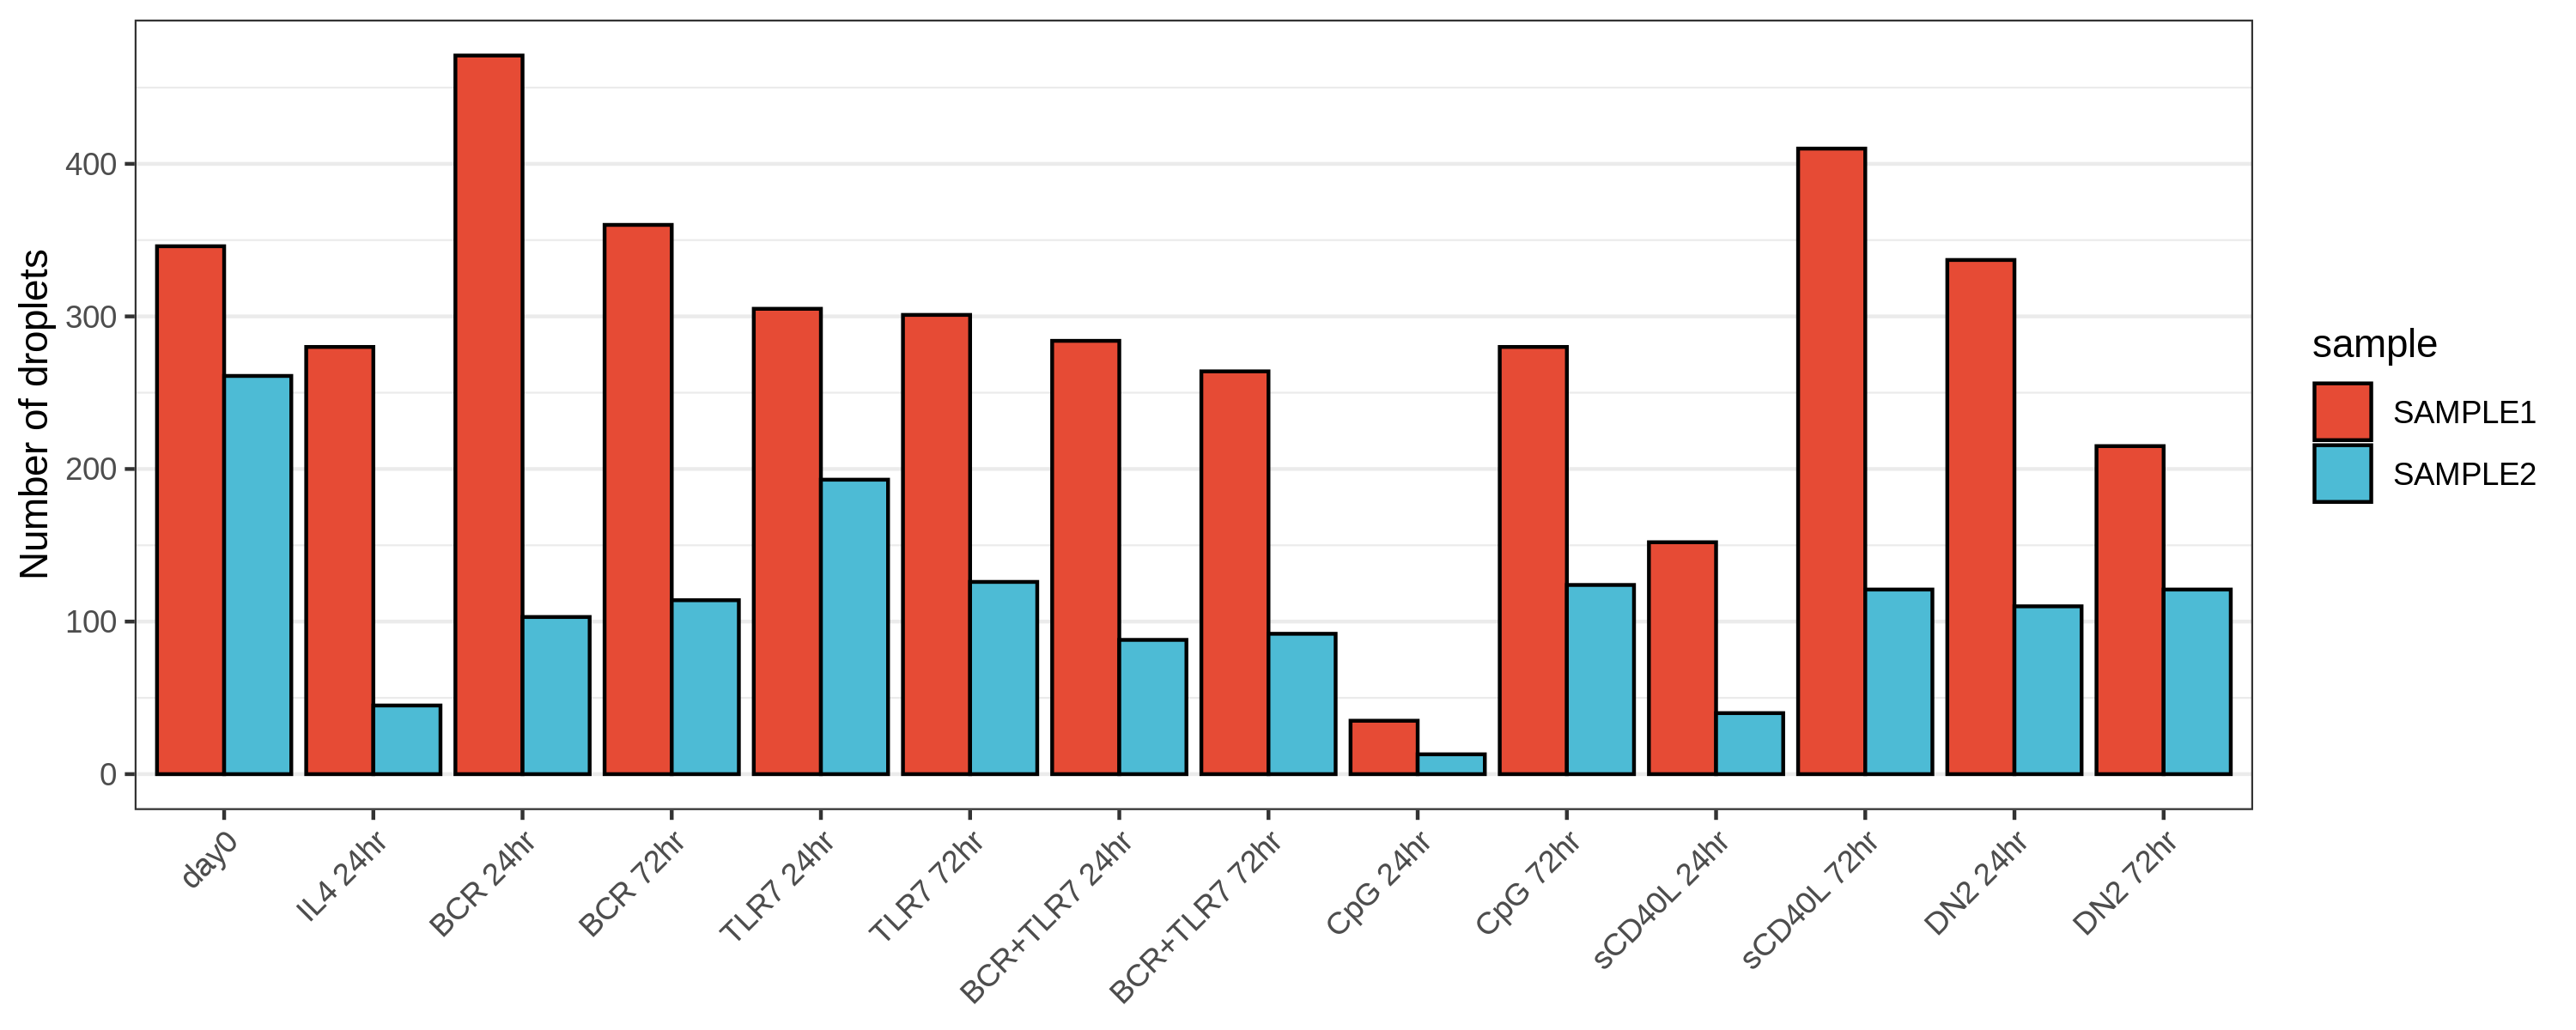 Number of droplets
400
300
200
100
0
day0
IL4 24hr
BCR 24hr
BCR 72hr
TLR7 24hr
TLR7 72hr
BCR+TLR7 24hr
BCR+TLR7 72hr
CpG 24hr
CpG 72hr
sCD40L 24hr
sCD40L 72hr
DN2 24hr
DN2 72hr
sample
SAMPLE1
SAMPLE2